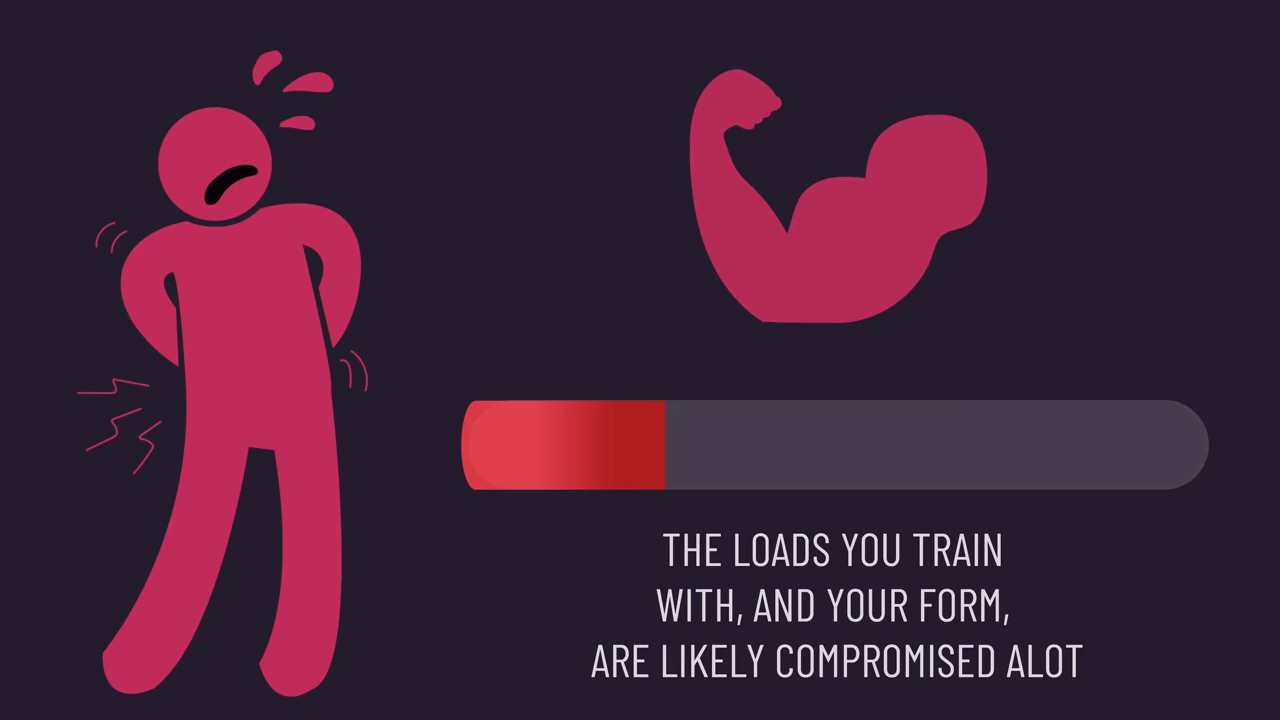 THE LOADS YOU TRAIN
WITH, AND YOUR FORM,
ARE LIKELY COMPROMISED ALOT